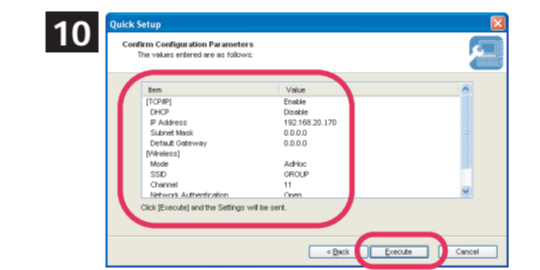 10
Quick Setup
Confirm Configuration Parameters
The values entered are as follows:
Item Value
[TCP/IP] Enable
DHCP Disable
IP Address 192.168.20.170
Subnet Mask 0.0.0.0
Default Gateway 0.0.0.0
[Wireless]
Mode AdHoc
SSID GROUP
Channel 11
Network Authentication Open
Click [Execute] and the Settings will be sent.
< Back Execute Cancel